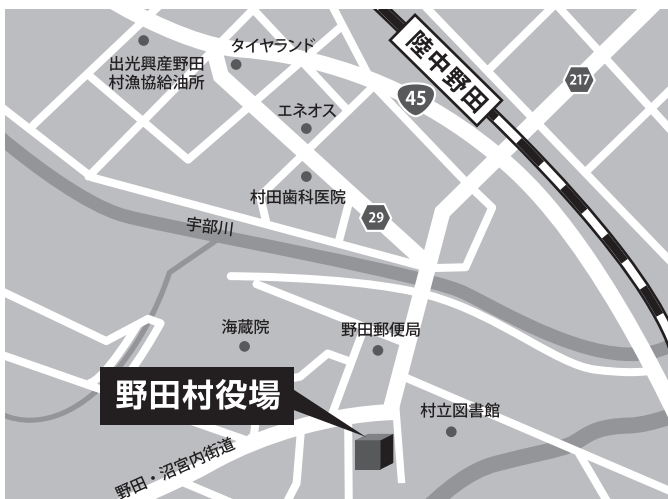 タイヤランド
出光興産野田
村漁協給油所
陸中野田
217
45
エネオス
村田歯科医院
29
宇部川
海蔵院
野田郵便局
野田村役場
村立図書館
野田・沼宮内街道